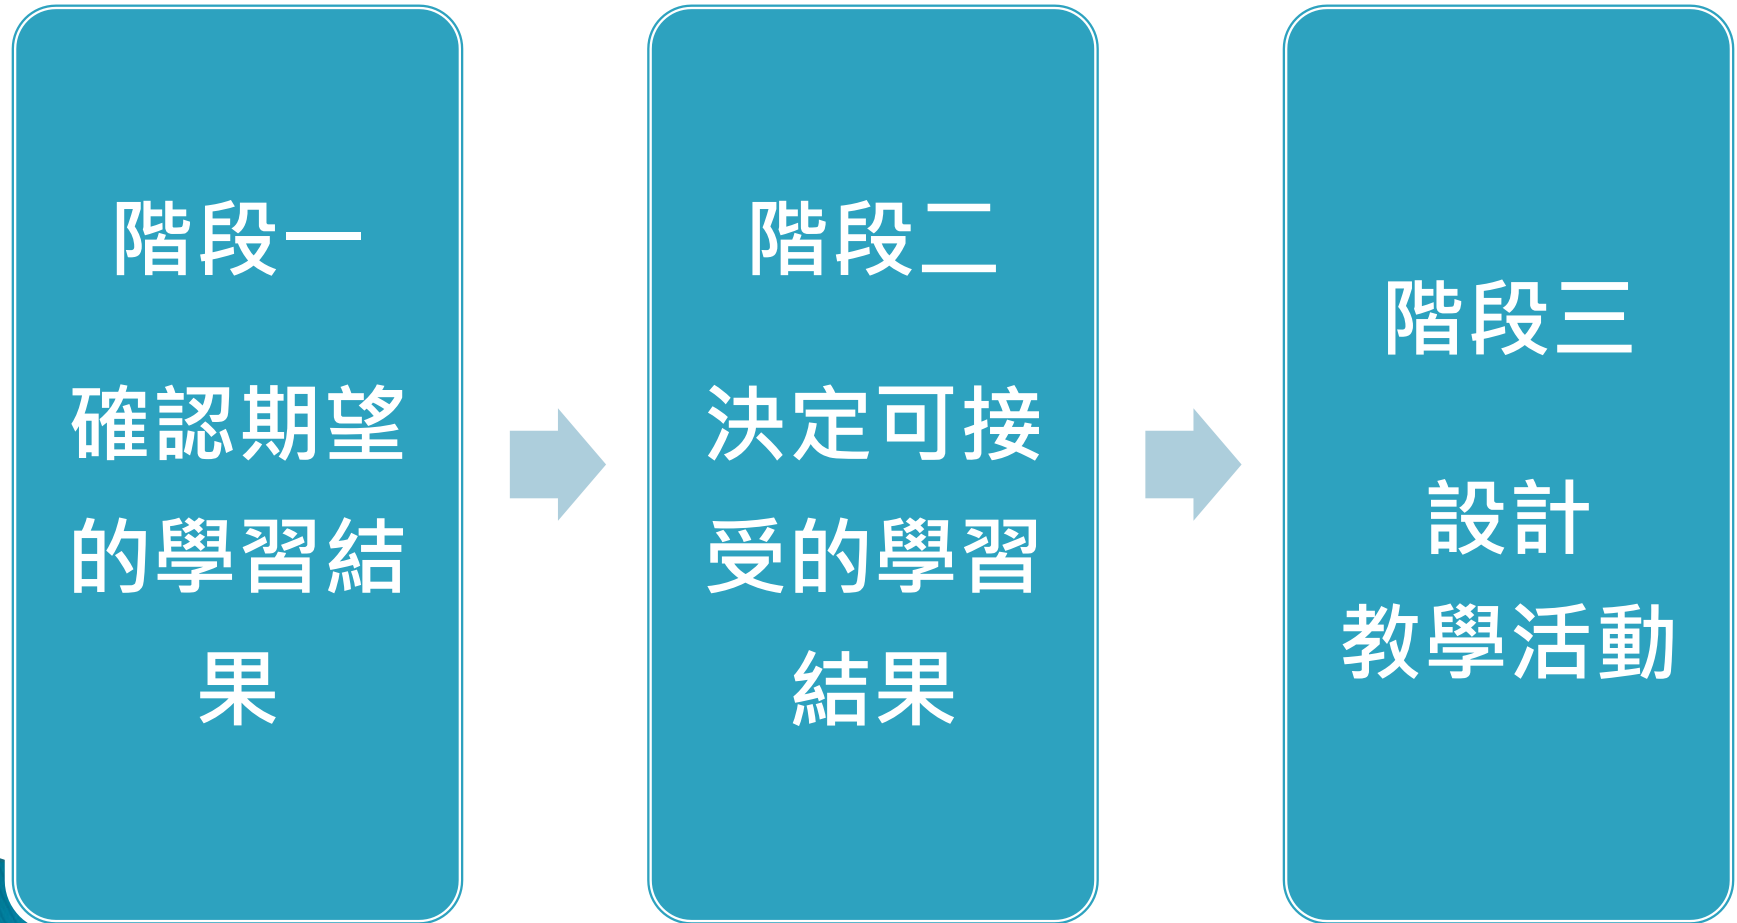 階段一
確認期望
的學習結
果
階段二
決定可接
受的學習
結果
階段三
設計
教學活動